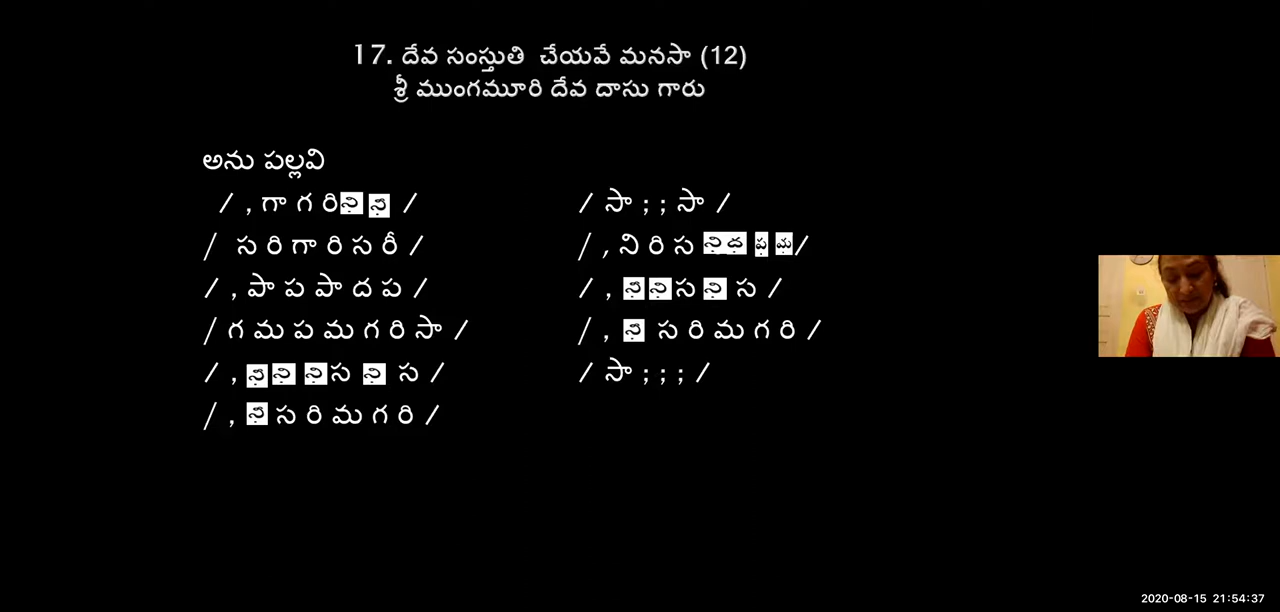 17. దేవ సంస్తుతి చేయవే మనసా (12)
శ్రీ ముంగమూరి దేవ దాసు గారు
అను పల్లవి
/ , గా గ రి ని ని / / సా ; ; సా /
/ స రి గా రి స రీ / / , ని రి స ని ద ప మ /
/ , పా ప పా ద ప / / , ని ని స ని స /
/ గ మ ప మ గ రి సా / / , ని స రి మ గ రి /
/ , ని ని ని స ని స / / సా ; ; ; /
/ , ని స రి మ గ రి /
2020-08-15 21:54:37